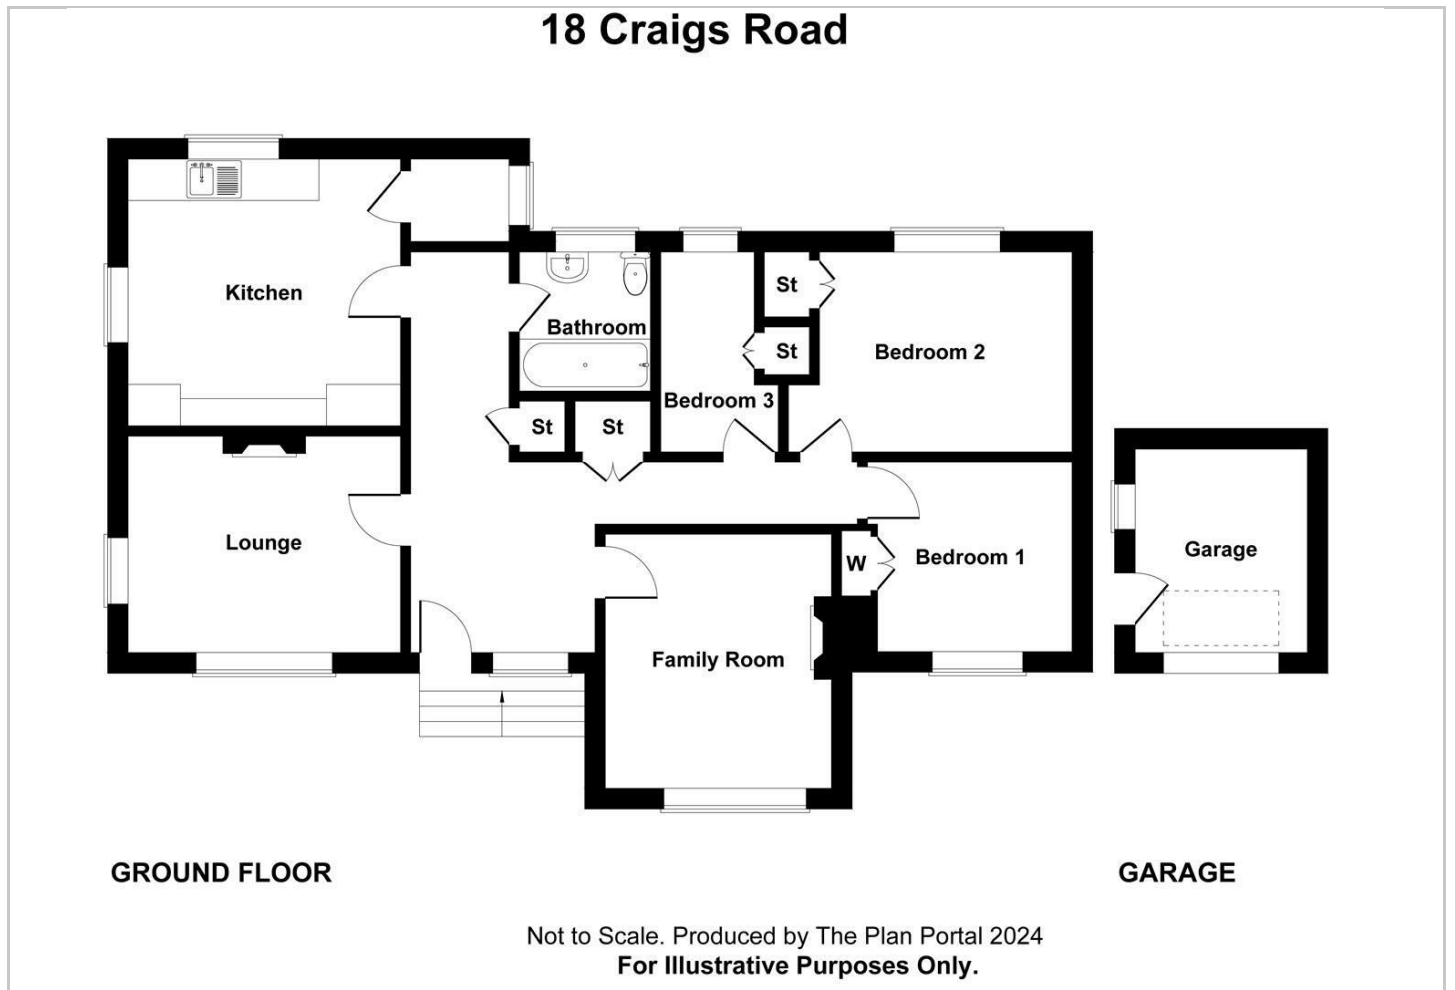 18 Craigs Road
Kitchen
Bathroom
St
St
Bedroom 2
Bedroom 3
St
St
Lounge
Bedroom 1
W
Family Room
Garage
GROUND FLOOR
GARAGE
Not to Scale. Produced by The Plan Portal 2024
For Illustrative Purposes Only.